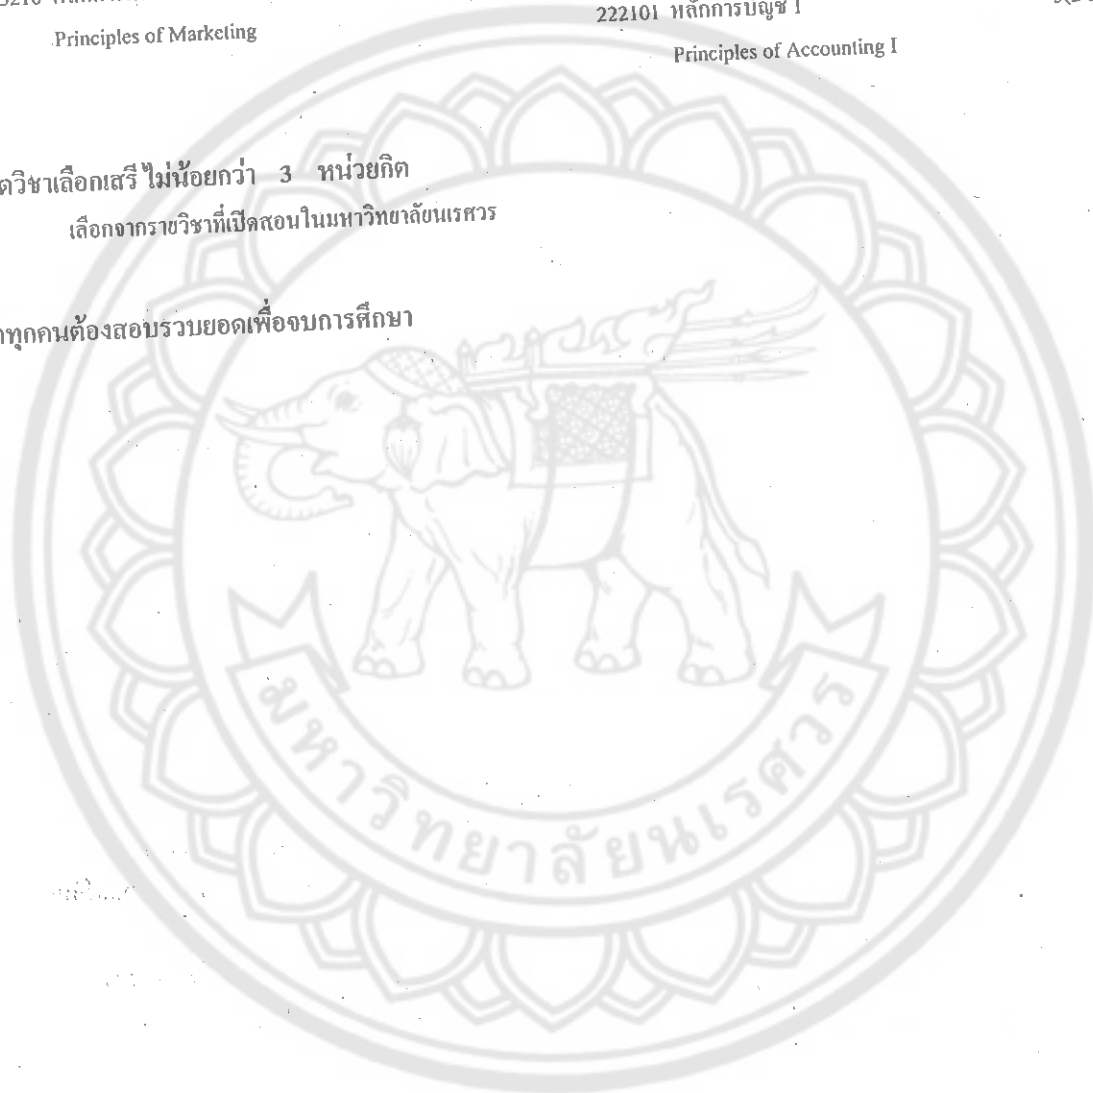 222101 หลักการบัญชี I
Principles of Marketing
Principles of Accounting I
ดวิชาเลือกเสรี ไม่น้อยกว่า 3 หน่วยกิต
เลือกจากรายวิชาที่เปิดสอนในมหาวิทยาลัยนเรศวร
ทุกคนต้องสอบรวบยอดเพื่อจบการศึกษา
มหาวิทยาลัยนเรศวร